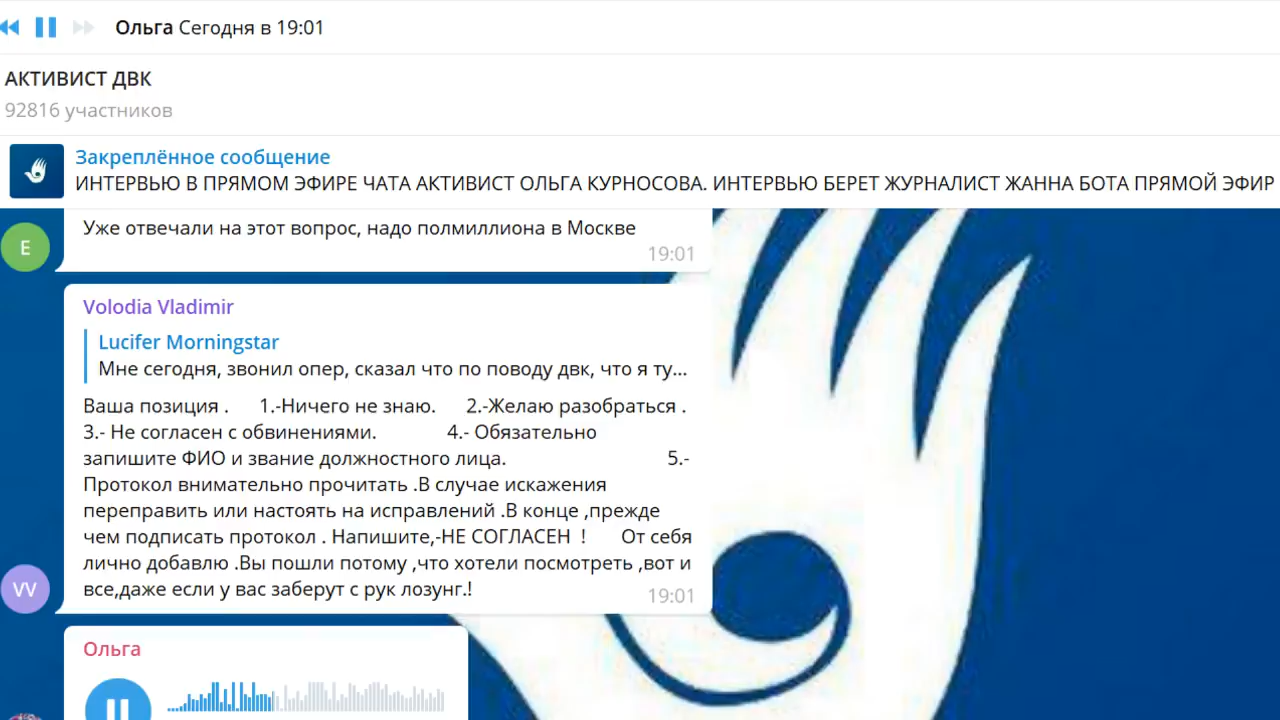 Ольга Сегодня в 19:01
АКТИВИСТ ДВК
92816 участников
Закреплённое сообщение
ИНТЕРВЬЮ В ПРЯМОМ ЭФИРЕ ЧАТА АКТИВИСТ ОЛЬГА КУРНОСОВА. ИНТЕРВЬЮ БЕРЕТ ЖУРНАЛИСТ ЖАННА БОТА ПРЯМОЙ ЭФИР
Уже отвечали на этот вопрос, надо полмиллиона в Москве
19:01
E
Volodia Vladimir
Lucifer Morningstar
Мне сегодня, звонил опер, сказал что по поводу двк, что я ту...
Ваша позиция . 1.-Ничего не знаю. 2.-Желаю разобраться .
3.- Не согласен с обвинениями. 4.- Обязательно
запишите ФИО и звание должностного лица. 5.-
Протокол внимательно прочитать .В случае искажения
переправить или настоять на исправлений .В конце ,прежде
чем подписать протокол . Напишите,-НЕ СОГЛАСЕН ! От себя
лично добавлю .Вы пошли потому ,что хотели посмотреть ,вот и
все,даже если у вас заберут с рук лозунг.!
19:01
VV
Ольга